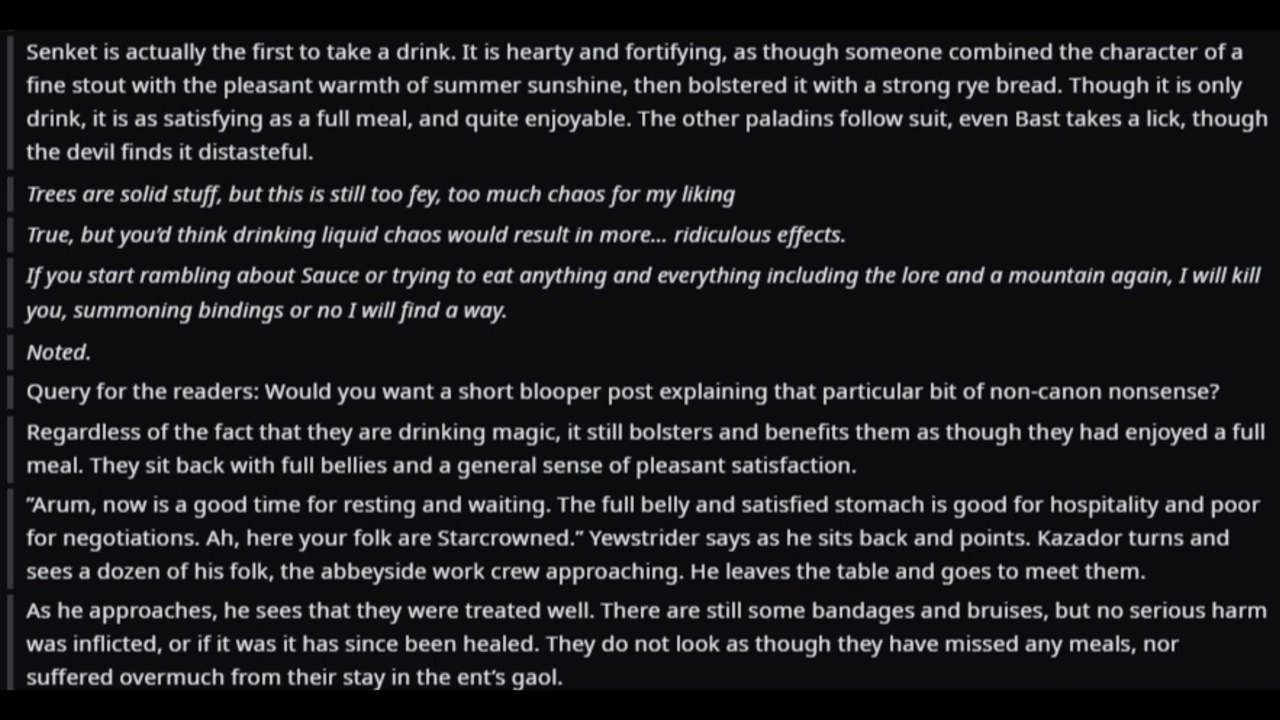 Senket is actually the first to take a drink. It is hearty and fortifying, as though someone combined the character of a
fine stout with the pleasant warmth of summer sunshine, then bolstered it with a strong rye bread. Though it is only
drink, it is as satisfying as a full meal, and quite enjoyable. The other paladins follow suit, even Bast takes a lick, though
the devil finds it distasteful.
Trees are solid stuff, but this is still too fey, too much chaos for my liking
True, but you’d think drinking liquid chaos would result in more... ridiculous effects.
If you start rambling about Sauce or trying to eat anything and everything including the lore and a mountain again, I will kill
you, summoning bindings or no I will find a way.
Noted.
Query for the readers: Would you want a short blooper post explaining that particular bit of non-canon nonsense?
Regardless of the fact that they are drinking magic, it still bolsters and benefits them as though they had enjoyed a full
meal. They sit back with full bellies and a general sense of pleasant satisfaction.
“Arum, now is a good time for resting and waiting. The full belly and satisfied stomach is good for hospitality and poor
for negotiations. Ah, here your folk are Starcrowned.” Yewstrider says as he sits back and points. Kazador turns and
sees a dozen of his folk, the abbeyside work crew approaching. He leaves the table and goes to meet them.
As he approaches, he sees that they were treated well. There are still some bandages and bruises, but no serious harm
was inflicted, or if it was it has since been healed. They do not look as though they have missed any meals, nor
suffered overmuch from their stay in the ent’s gaol.